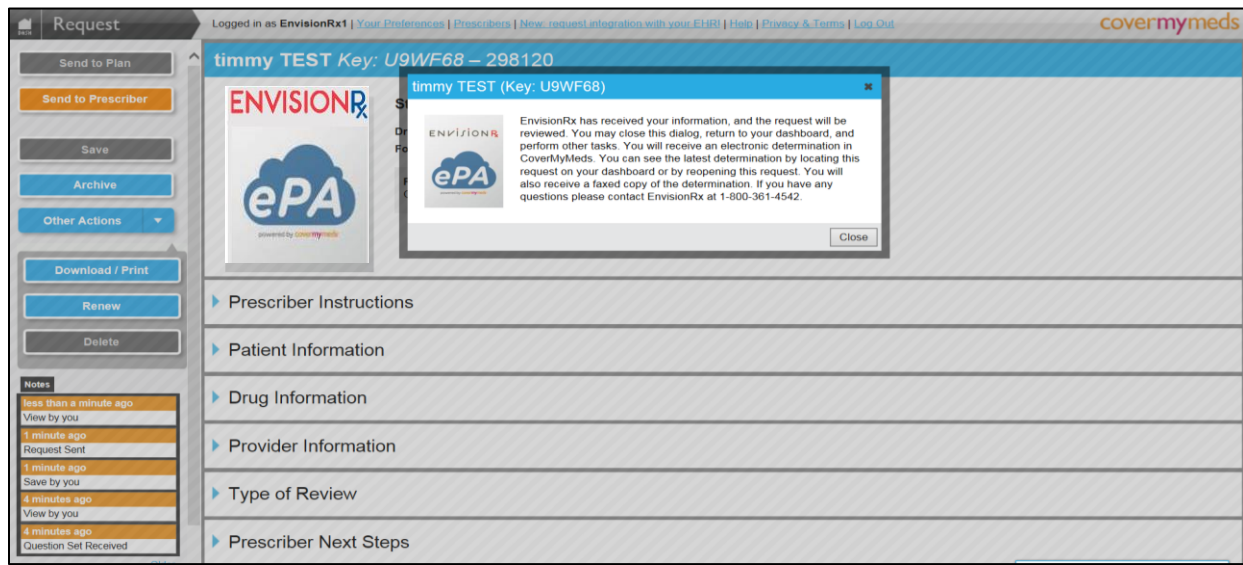 Request
Logged in as EnvisionRx1 | Your Preferences | Prescribers | New: request integration with your EHR! | Help | Privacy & Terms | Log Out
covermymeds
BETA
Send to Plan
Send to Prescriber
Save
Archive
Other Actions
Download / Print
Renew
Delete
Notes
less than a minute ago
View by you
1 minute ago
Request Sent
1 minute ago
Save by you
4 minutes ago
View by you
4 minutes ago
Question Set Received
timmy TEST Key: U9WF68 – 298120
ENVISIONRx
ePA
powered by covermymeds
timmy TEST (Key: U9WF68)
ENVISIONRx
ePA
powered by covermymeds
EnvisionRx has received your information, and the request will be
reviewed. You may close this dialog, return to your dashboard, and
perform other tasks. You will receive an electronic determination in
CoverMyMeds. You can see the latest determination by locating this
request on your dashboard or by reopening this request. You will
also receive a faxed copy of the determination. If you have any
questions please contact EnvisionRx at 1-800-361-4542.
Close
Prescriber Instructions
Patient Information
Drug Information
Provider Information
Type of Review
Prescriber Next Steps